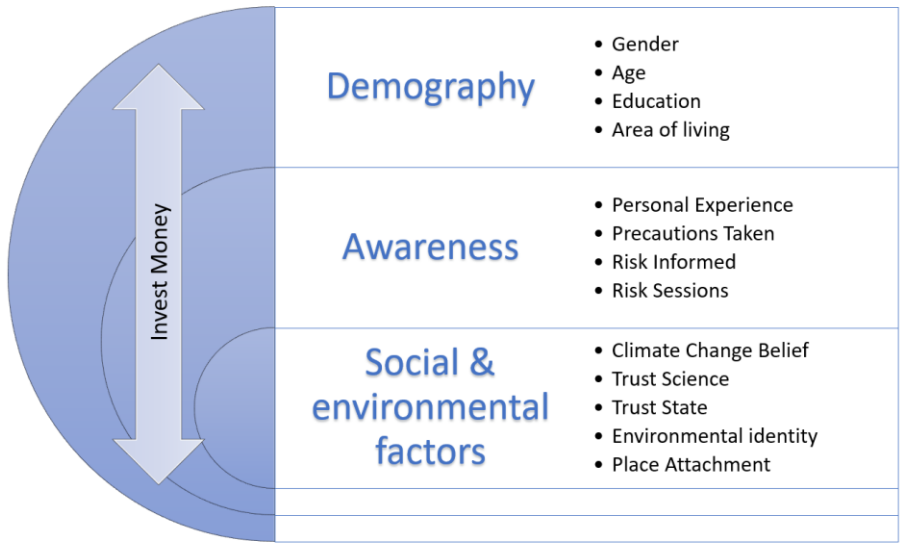 Invest Money
Demography
• Gender
• Age
• Education
• Area of living
Awareness
• Personal Experience
• Precautions Taken
• Risk Informed
• Risk Sessions
Social &
environmental
factors
• Climate Change Belief
• Trust Science
• Trust State
• Environmental identity
• Place Attachment